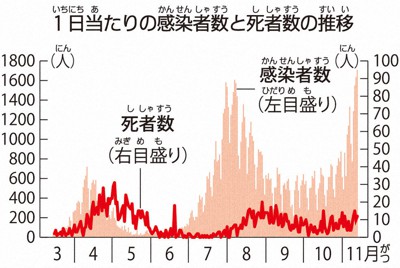 いちにち あ かん せん しゃ すう し しゃ すう すい い
1日当たりの感染者数と死者数の推移
にん
(人)
にん
(人)
1800
1600
1400
1200
1000
800
600
400
200
0
かん せん しゃ すう
感染者数
ひだり め も
(左目盛り)
し しゃ すう
死者数
みぎ め も
(右目盛り)
100
90
80
70
60
50
40
30
20
10
0
3 4 5 6 7 8 9 10 11月
がつ